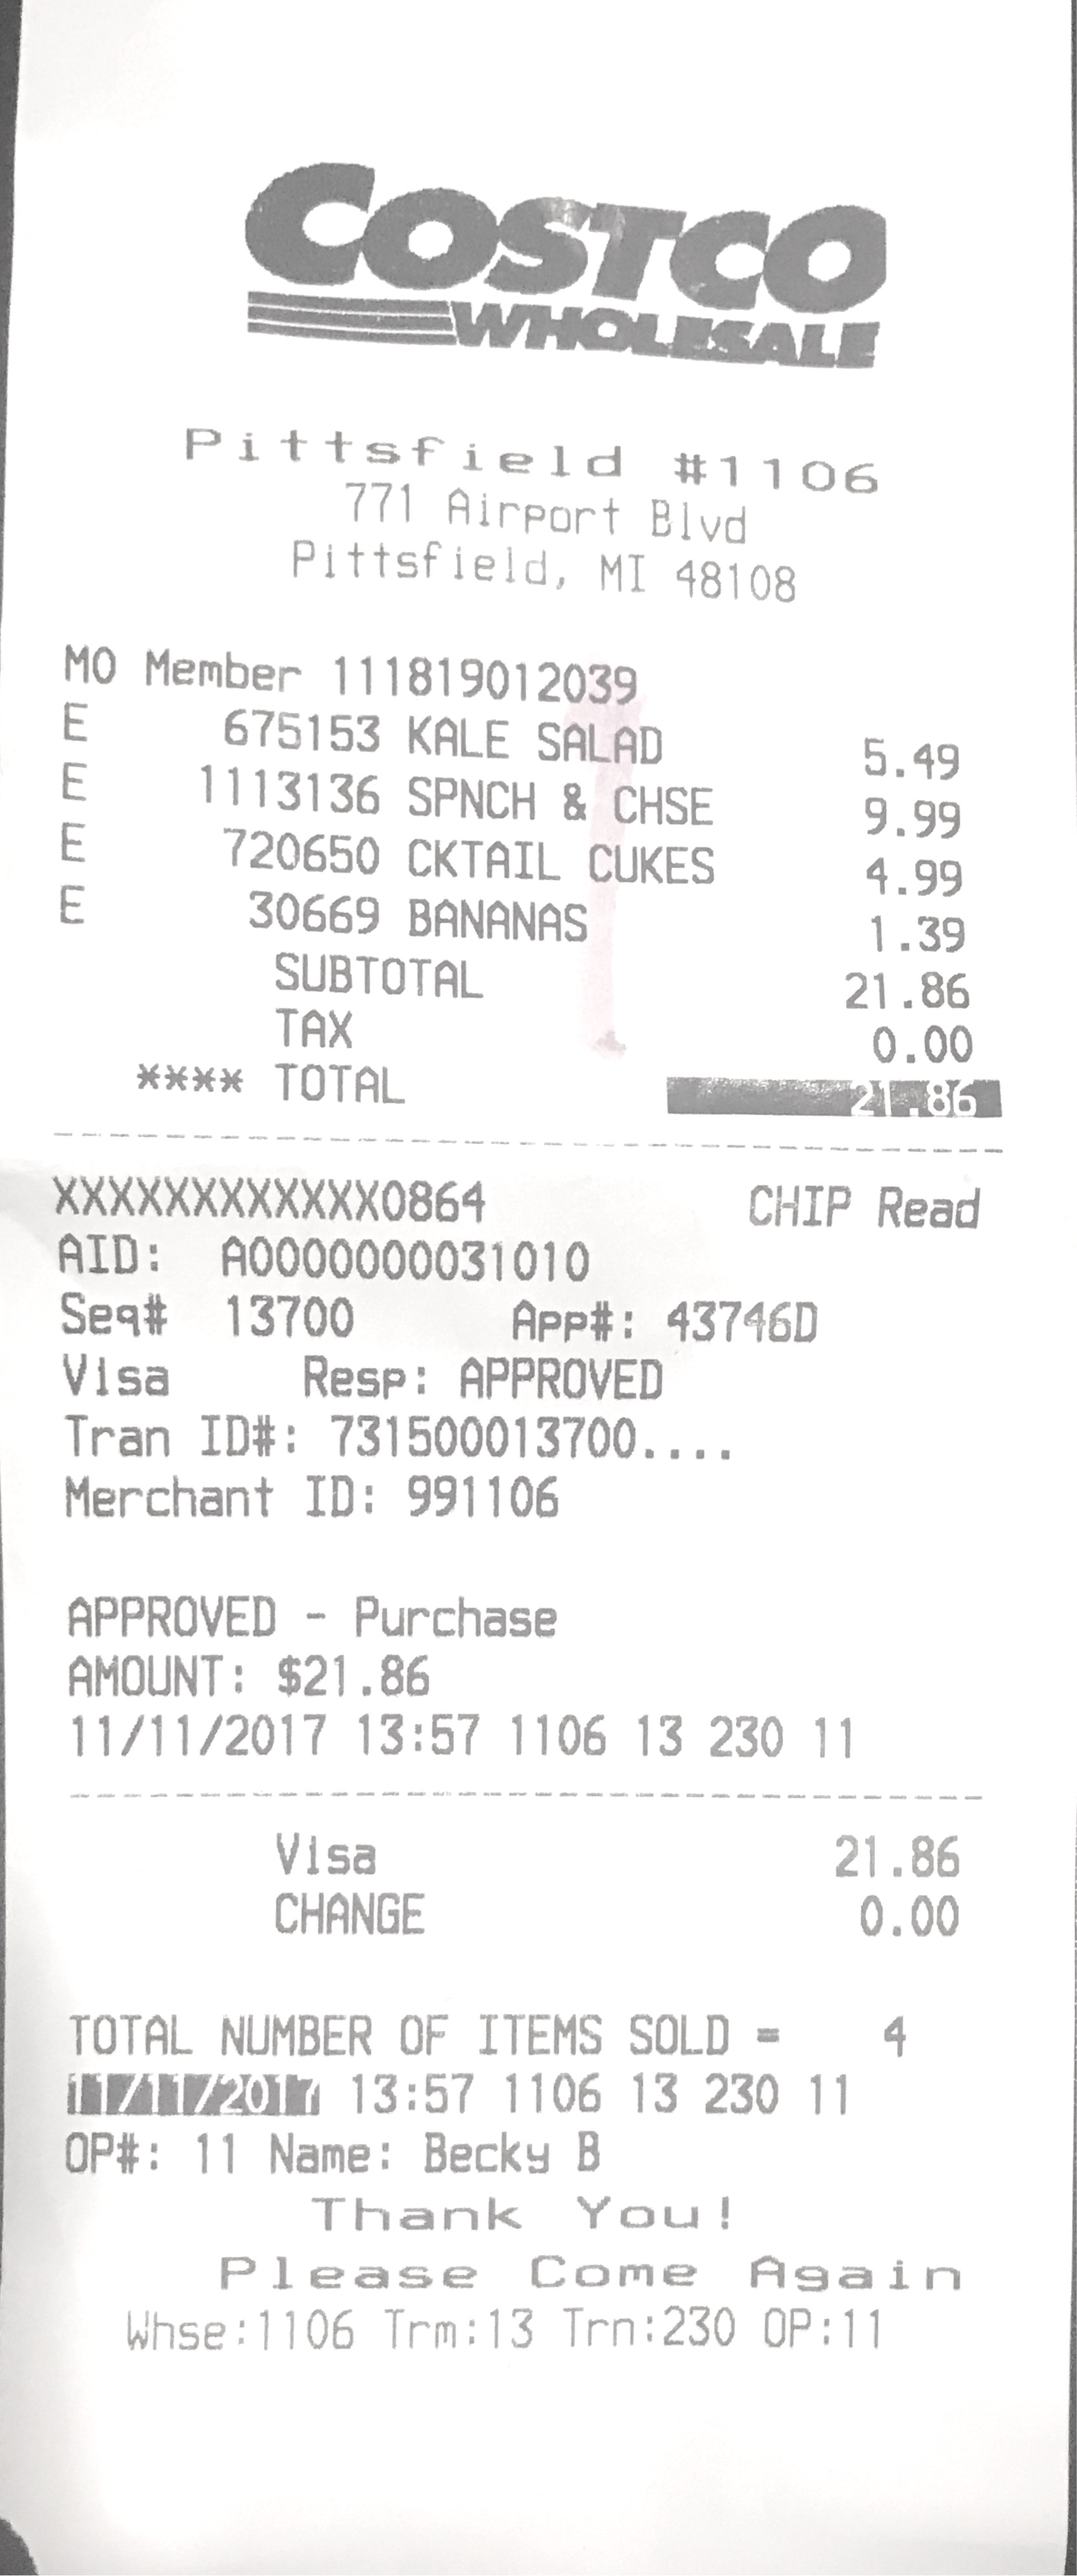 COSTCO
WHOLESALE
Pittsfield #1106
771 Airport Blvd
Pittsfield, MI 48108
MO Member 111819012039
E 675153 KALE SALAD 5.49
E 1113136 SPNCH & CHSE 9.99
E 720650 CKTAIL CUKES 4.99
E 30669 BANANAS 1.39
SUBTOTAL 21.86
TAX 0.00
**** TOTAL 21.86
XXXXXXXXXXXXX0864 CHIP Read
AID: A0000000031010
Seq# 13700 App#: 43746D
Visa Resp: APPROVED
Tran ID#: 731500013700....
Merchant ID: 991106
APPROVED - Purchase
AMOUNT: $21.86
11/11/2017 13:57 1106 13 230 11
Visa 21.86
CHANGE 0.00
TOTAL NUMBER OF ITEMS SOLD = 4
11/11/2017 13:57 1106 13 230 11
OP#: 11 Name: Becky B
Thank You!
Please Come Again
Whse:1106 Trm:13 Trn:230 OP:11